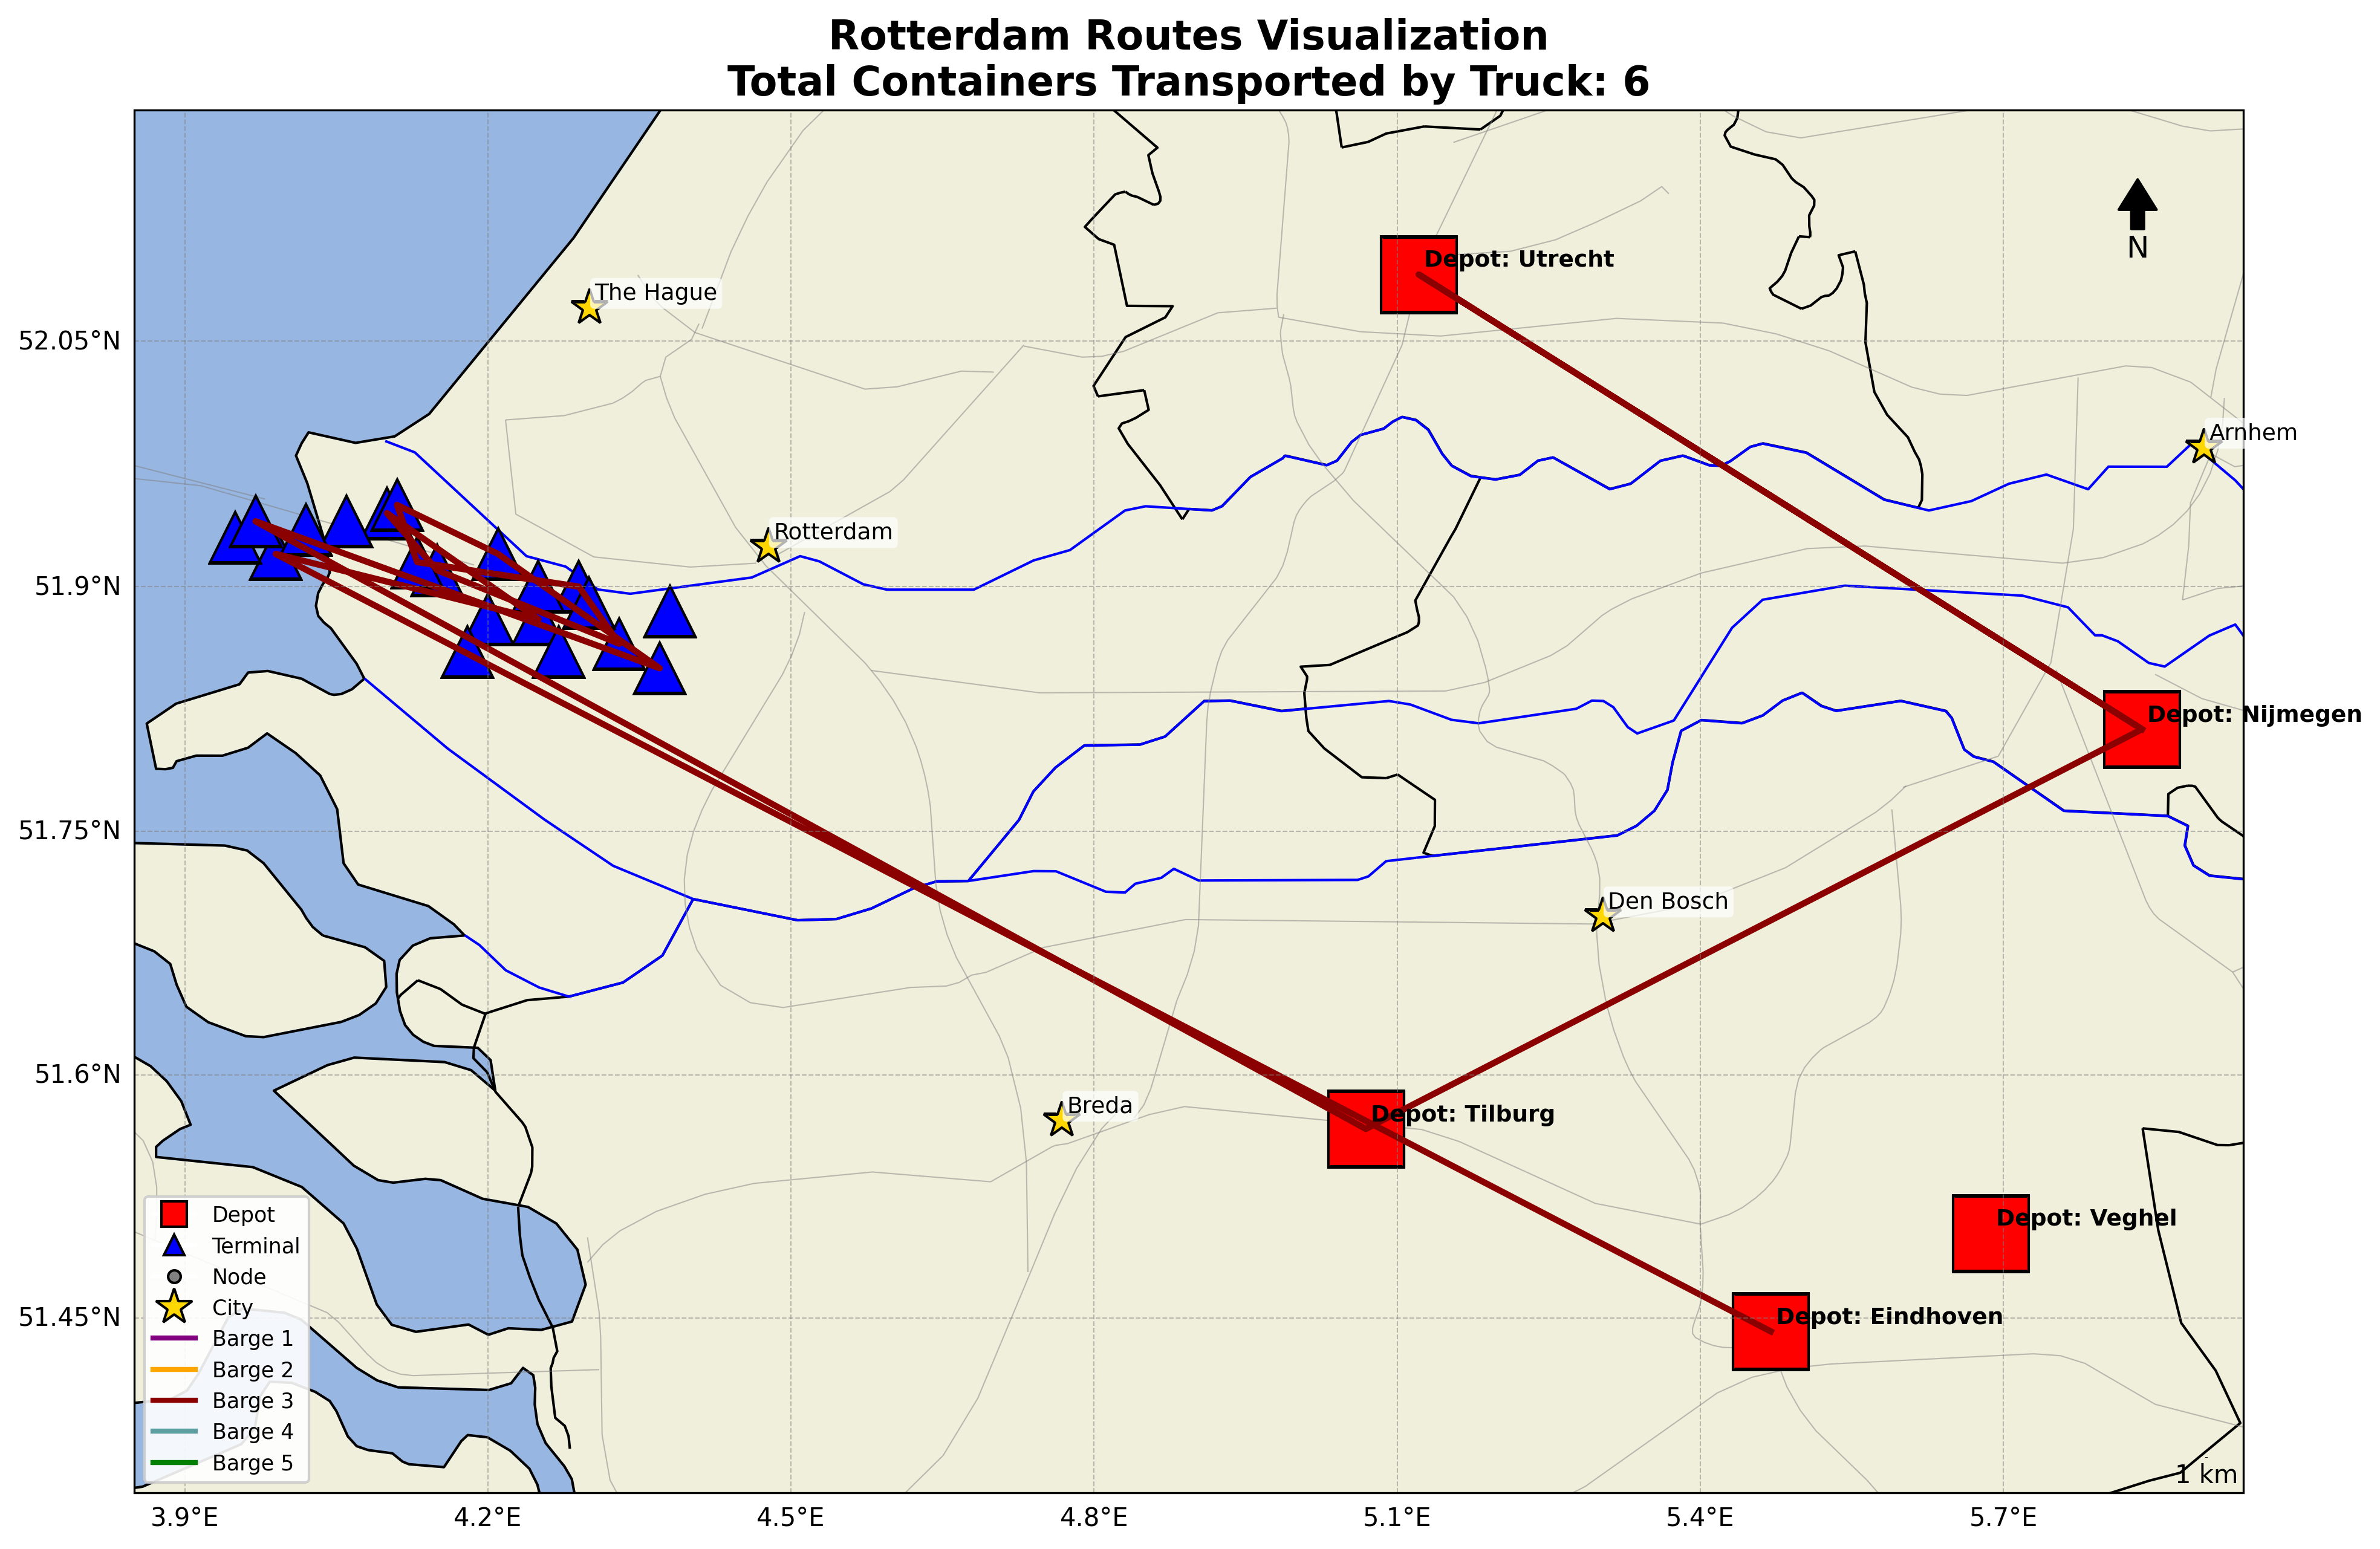 Rotterdam Routes Visualization
Total Containers Transported by Truck: 6
N
Depot: Utrecht
The Hague
52.05°N
Arnhem
Rotterdam
51.9°N
Depot: Nijmegen
51.75°N
Den Bosch
51.6°N
Breda
Depot: Tilburg
Depot: Veghel
51.45°N
Depot: Eindhoven
Depot
Terminal
Node
City
Barge 1
Barge 2
Barge 3
Barge 4
Barge 5
1 km
3.9°E
4.2°E
4.5°E
4.8°E
5.1°E
5.4°E
5.7°E